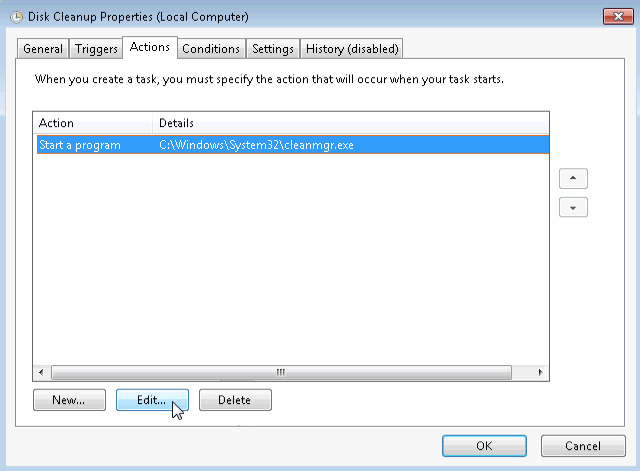 Disk Cleanup Properties (Local Computer)
General Triggers Actions Conditions Settings History (disabled)
When you create a task, you must specify the action that will occur when your task starts.
Action Details
Start a program C:\Windows\System32\cleanmgr.exe
New... Edit... Delete
OK Cancel